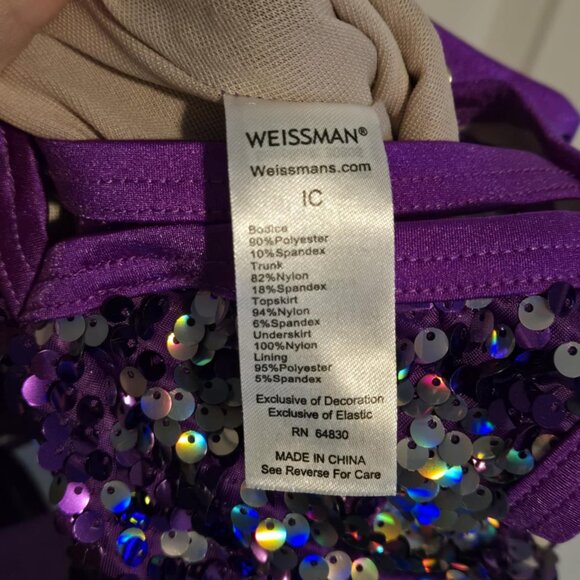 WEISSMAN®
Weissmans.com
IC
Bodice
90%Polyester
10%Spandex
Trunk
82%Nylon
18%Spandex
Topskirt
94%Nylon
6%Spandex
Underskirt
100%Nylon
Lining
95%Polyester
5%Spandex
Exclusive of Decoration
Exclusive of Elastic
RN 64830
MADE IN CHINA
See Reverse For Care